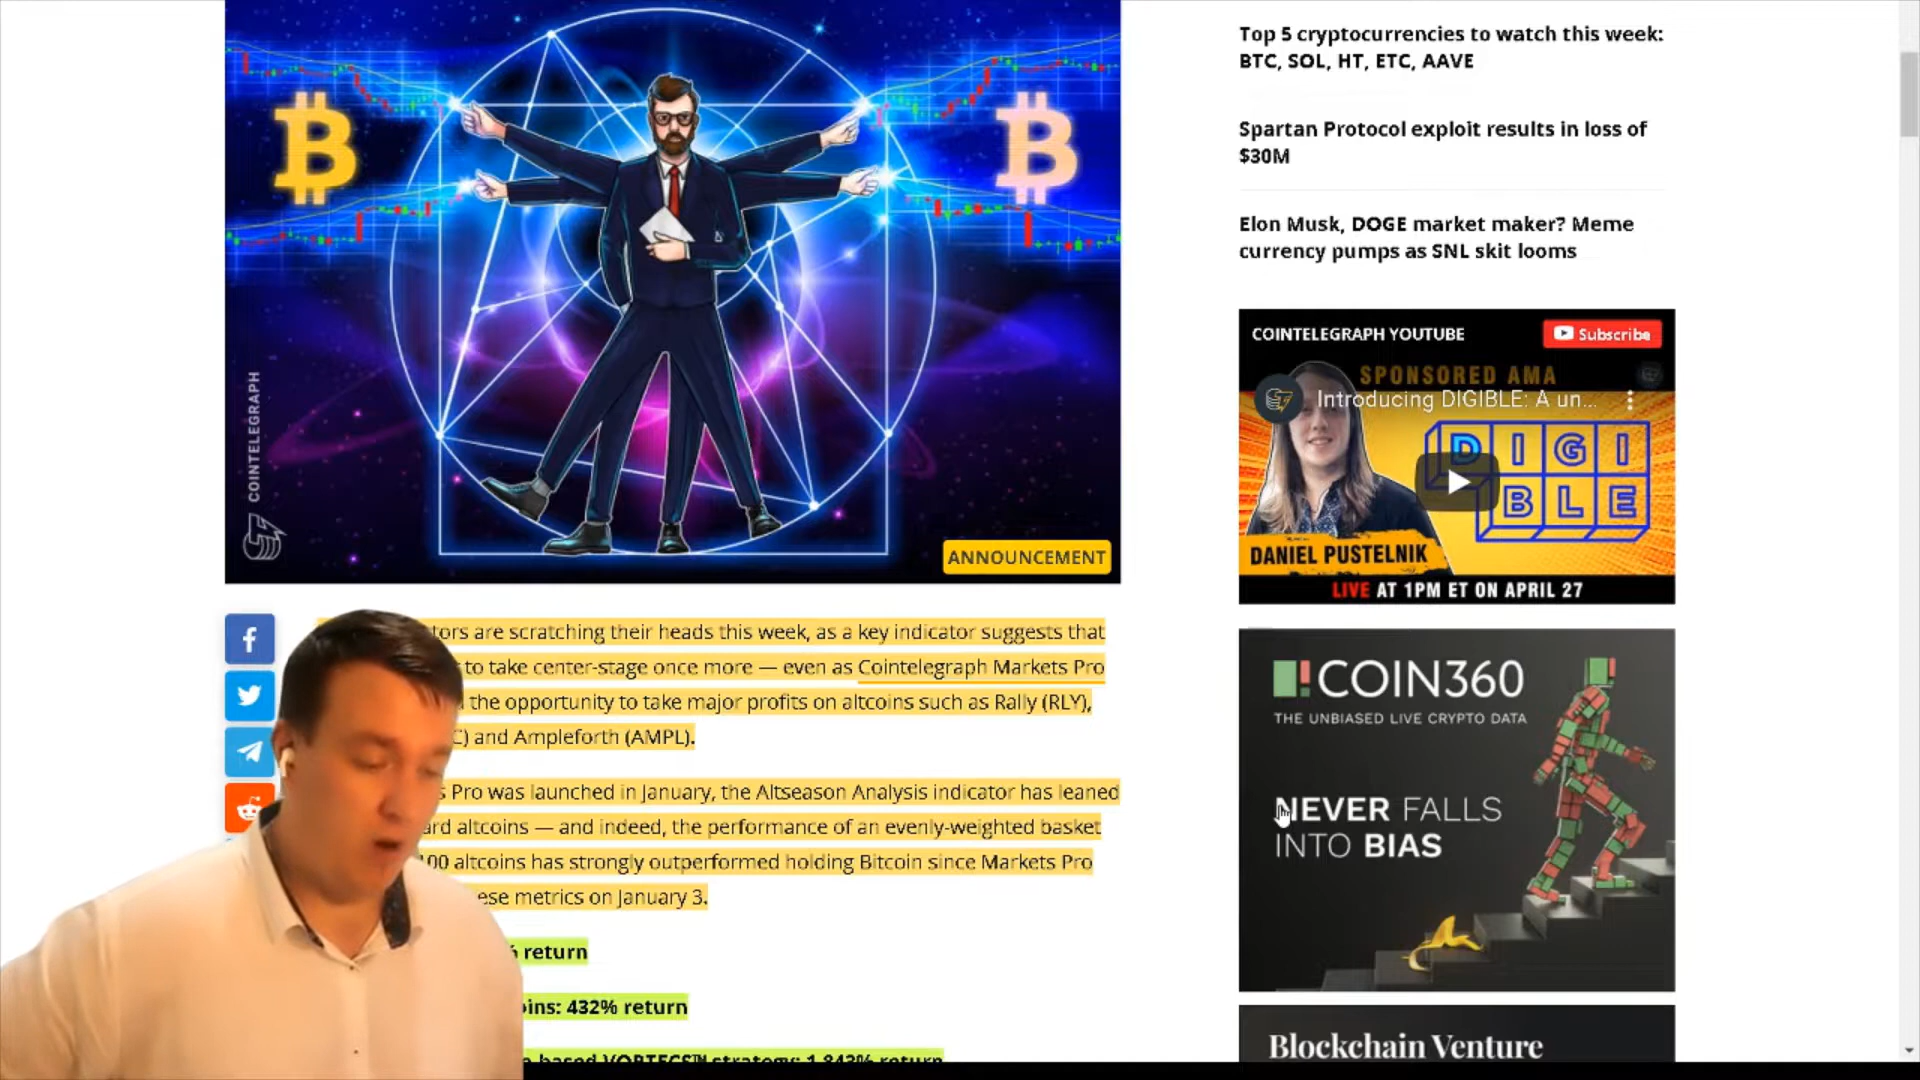 Top 5 cryptocurrencies to watch this week:
BTC, SOL, HT, ETC, AAVE
Spartan Protocol exploit results in loss of
$30M
Elon Musk, DOGE market maker? Meme
currency pumps as SNL skit looms
COINTELEGRAPH
ANNOUNCEMENT
COINTELEGRAPH YOUTUBE
Subscribe
SPONSORED AMA
Introducing DIGIBLE: A un...
DIGI
BLE
DANIEL PUSTELNIK
LIVE AT 1PM ET ON APRIL 27
tors are scratching their heads this week, as a key indicator suggests that
to take center-stage once more — even as Cointelegraph Markets Pro
the opportunity to take major profits on altcoins such as Rally (RLY),
C) and Ampleforth (AMPL).
s Pro was launched in January, the Altseason Analysis indicator has leaned
ard altcoins — and indeed, the performance of an evenly-weighted basket
100 altcoins has strongly outperformed holding Bitcoin since Markets Pro
ese metrics on January 3.
% return
oins: 432% return
e-based VORTECS™ strategy: 1,843% return
COIN360
THE UNBIASED LIVE CRYPTO DATA
NEVER FALLS
INTO BIAS
Blockchain Venture